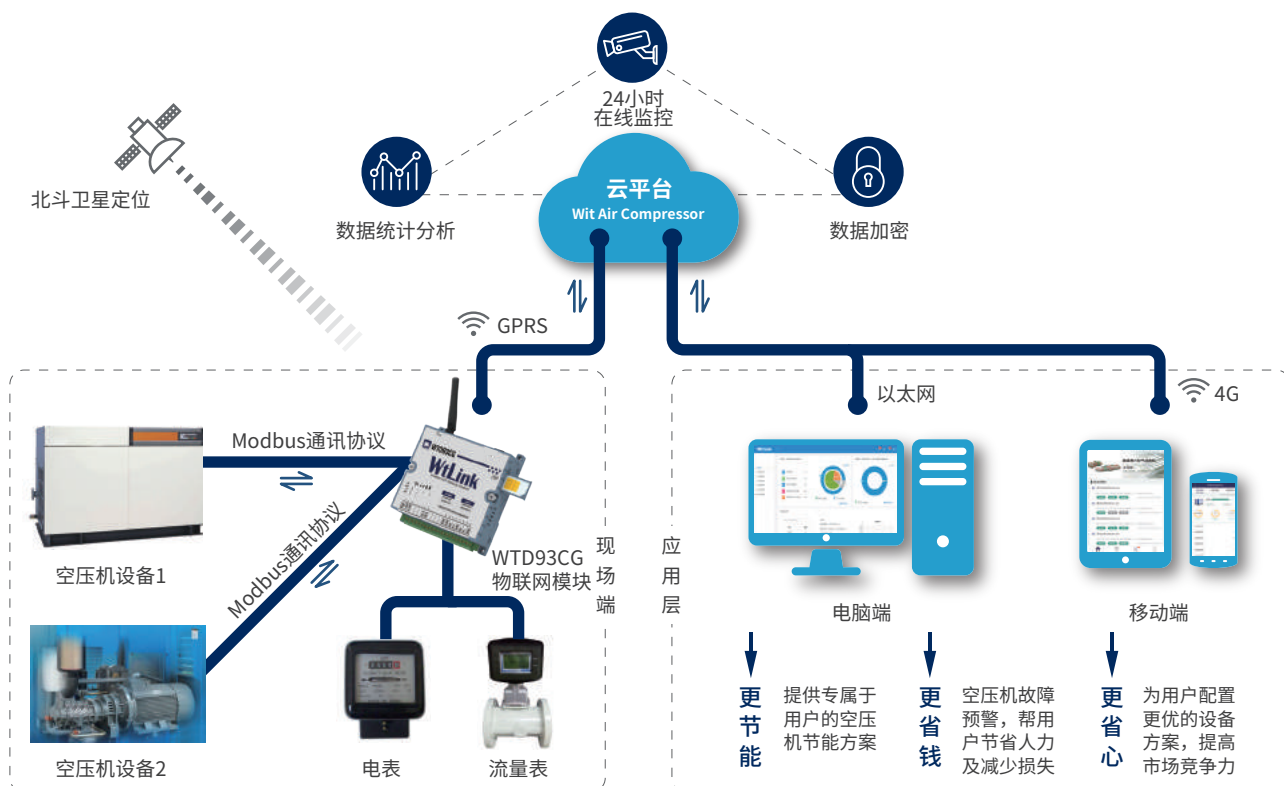 24小时
在线监控
北斗卫星定位
云平台
Wit Air Compressor
数据统计分析
数据加密
GPRS
以太网
4G
Modbus通讯协议
WTD93CG
WtLink
Modbus通讯协议
WTD93CG
物联网模块
现场端
应用层
空压机设备1
空压机设备2
电表
流量表
电脑端
移动端
更节能
提供专属于
用户的空压
机节能方案
更省钱
空压机故障
预警，帮用
户节省人力
及减少损失
更省心
为用户配置
更优的设备
方案，提高
市场竞争力